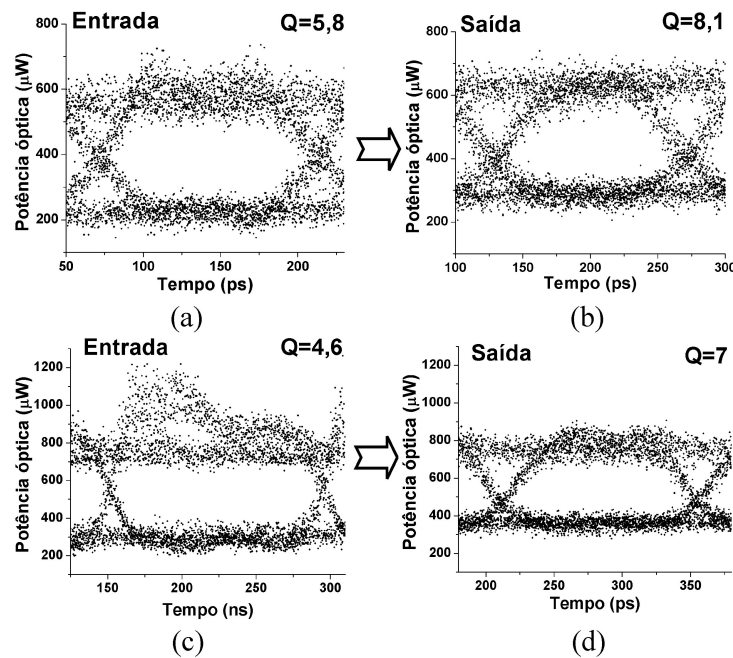 Entrada
Q=5,8
Potência óptica (μW)
800
600
400
200
50
100
150
200
Tempo (ps)
(a)
Saída
Q=8,1
Potência óptica (μW)
800
600
400
200
100
150
200
250
300
Tempo (ps)
(b)
Entrada
Q=4,6
Potência óptica (μW)
1200
1000
800
600
400
200
150
200
250
300
Tempo (ns)
(c)
Saída
Q=7
Potência óptica (μW)
1200
1000
800
600
400
200
200
250
300
350
Tempo (ps)
(d)